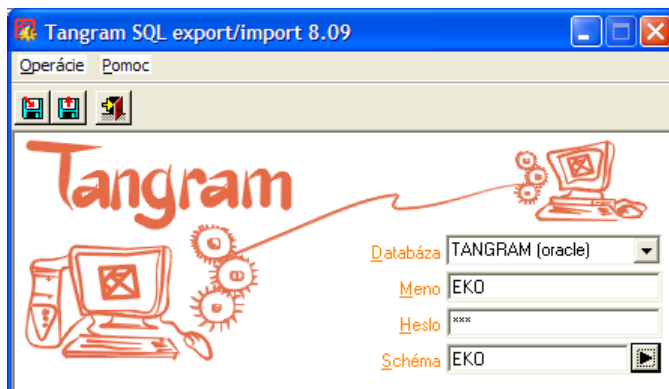 Tangram SQL export/import 8.09
Operácie Pomoc
Tangram
Databáza TANGRAM (oracle)
Meno EKO
Heslo ***
Schéma EKO